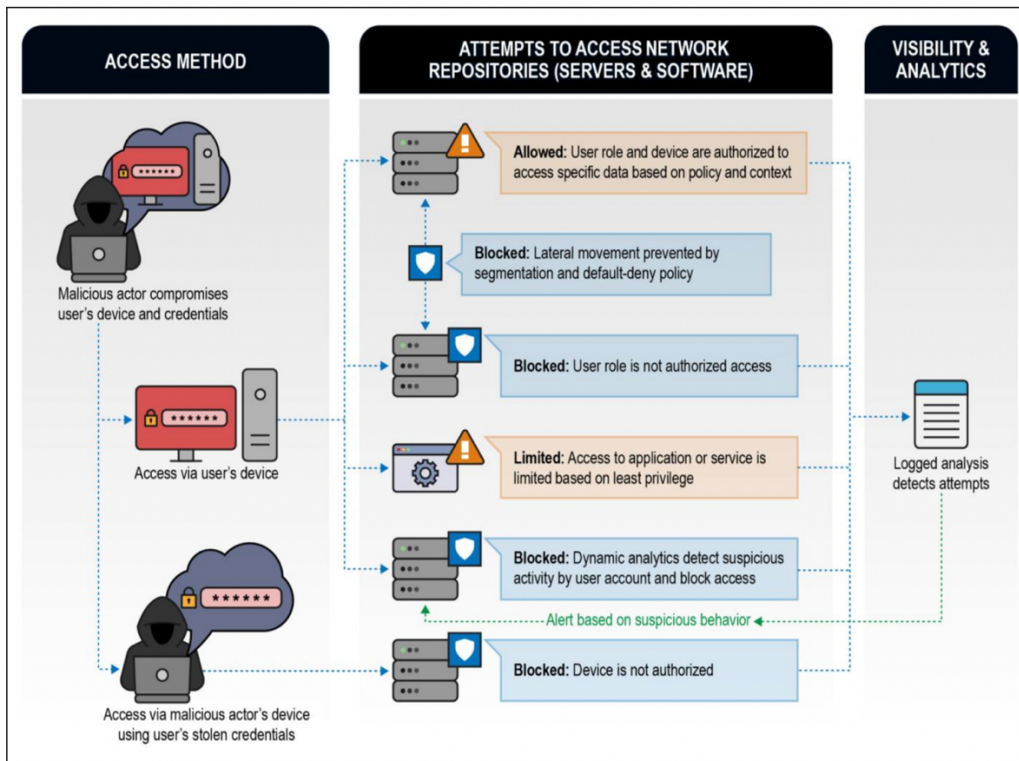 ACCESS METHOD
ATTEMPTS TO ACCESS NETWORK
REPOSITORIES (SERVERS & SOFTWARE)
VISIBILITY &
ANALYTICS
******
Malicious actor compromises
user's device and credentials
******
Access via user's device
******
Access via malicious actor's device
using user's stolen credentials
Allowed: User role and device are authorized to
access specific data based on policy and context
Blocked: Lateral movement prevented by
segmentation and default-deny policy
Blocked: User role is not authorized access
Limited: Access to application or service is
limited based on least privilege
Blocked: Dynamic analytics detect suspicious
activity by user account and block access
Alert based on suspicious behavior
Blocked: Device is not authorized
Logged analysis
detects attempts